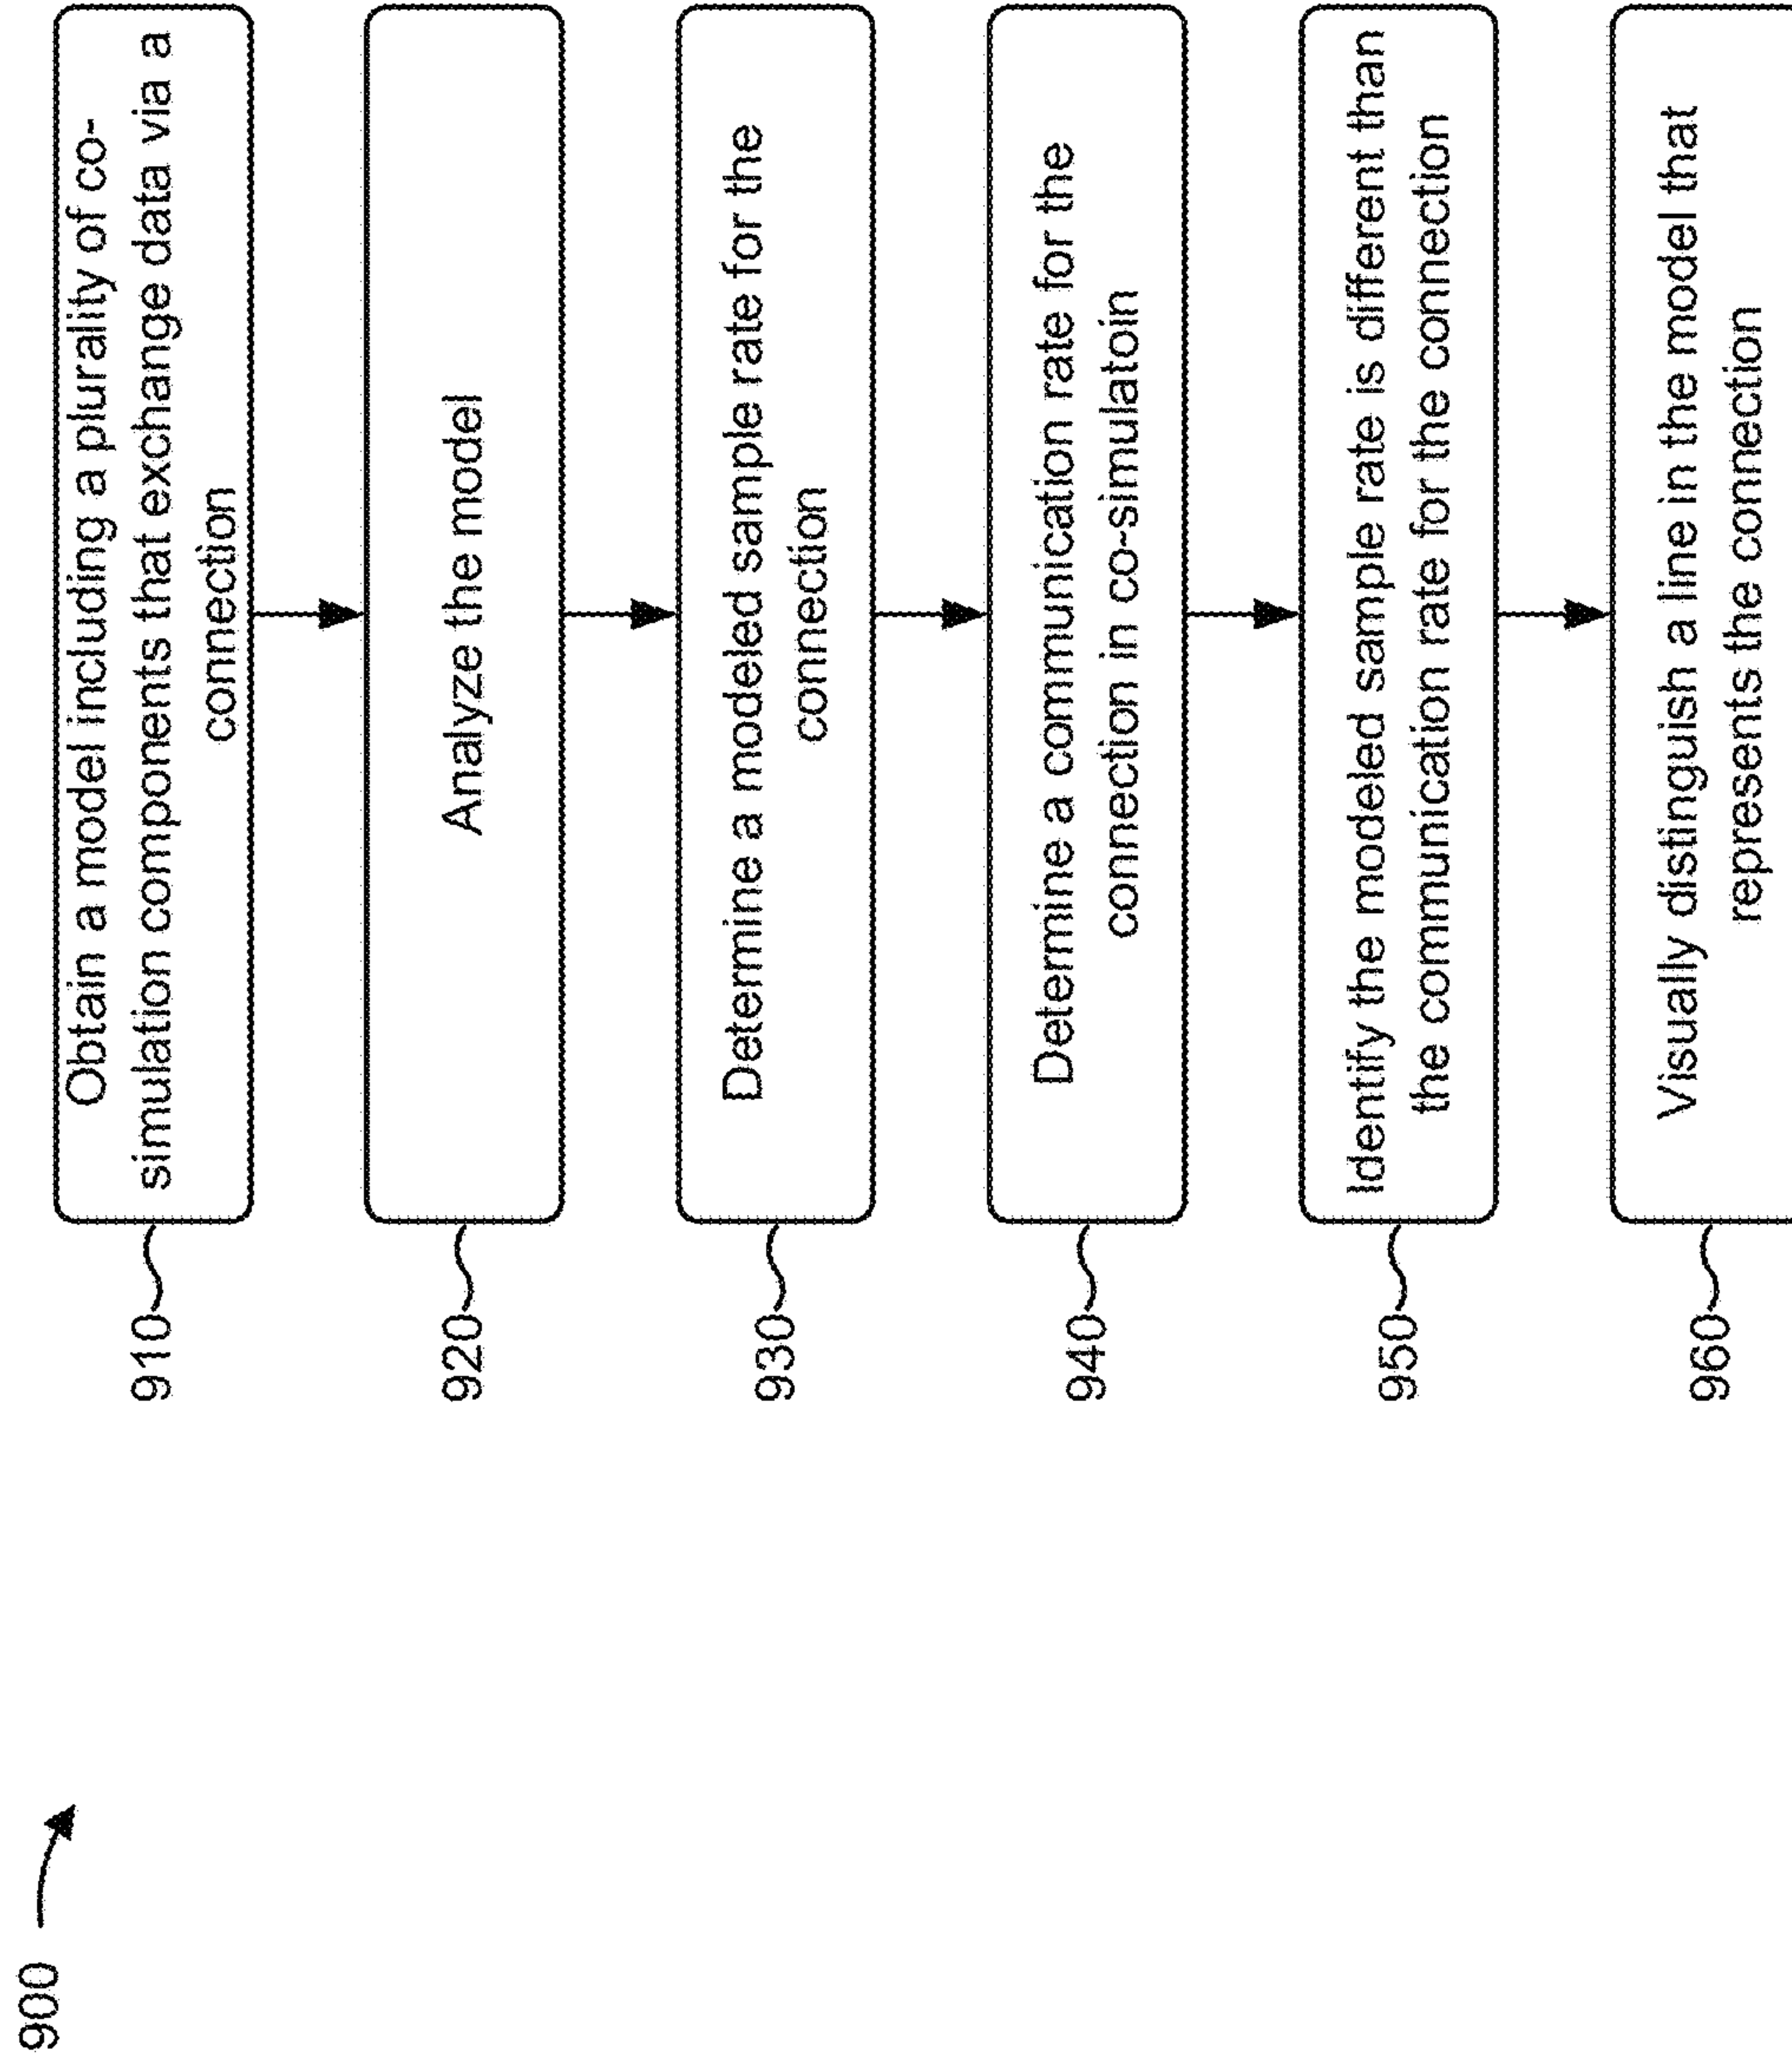 900
910
Obtain a model including a plurality of co-
simulation components that exchange data via a
connection
920
Analyze the model
930
Determine a modeled sample rate for the
connection
940
Determine a communication rate for the
connection in co-simulatoin
950
Identify the modeled sample rate is different than
the communication rate for the connection
960
Visually distinguish a line in the model that
represents the connection